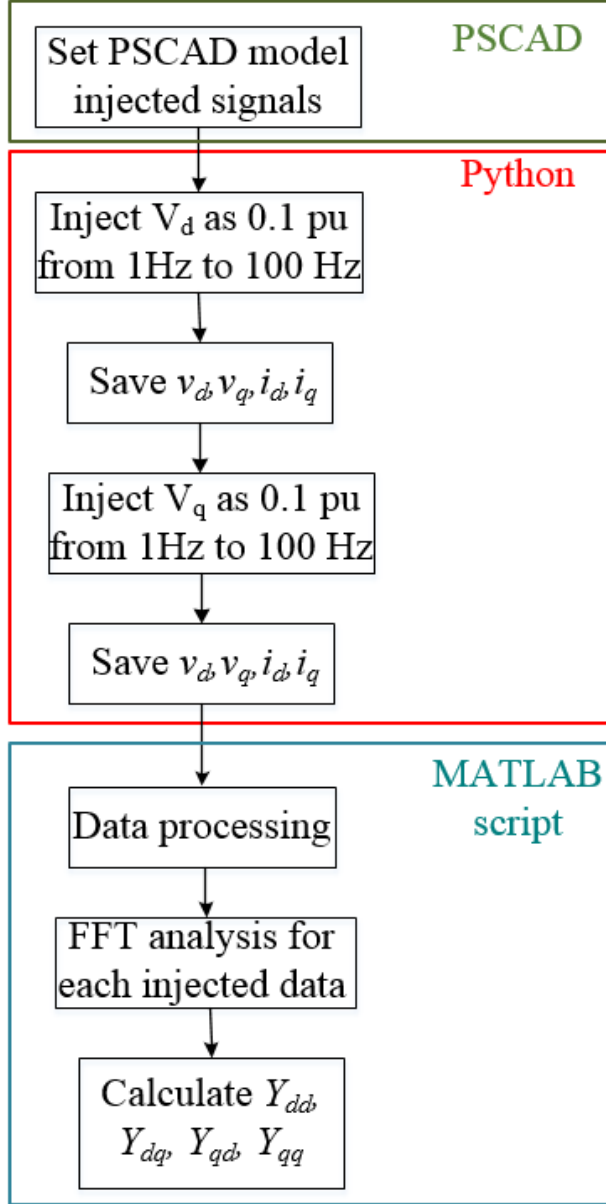 PSCAD
Set PSCAD model
injected signals
Python
Inject V_d as 0.1 pu
from 1Hz to 100 Hz
Save v_d, v_q, i_d, i_q
Inject V_q as 0.1 pu
from 1Hz to 100 Hz
Save v_d, v_q, i_d, i_q
MATLAB
script
Data processing
FFT analysis for
each injected data
Calculate Y_dd,
Y_dq, Y_qd, Y_qq